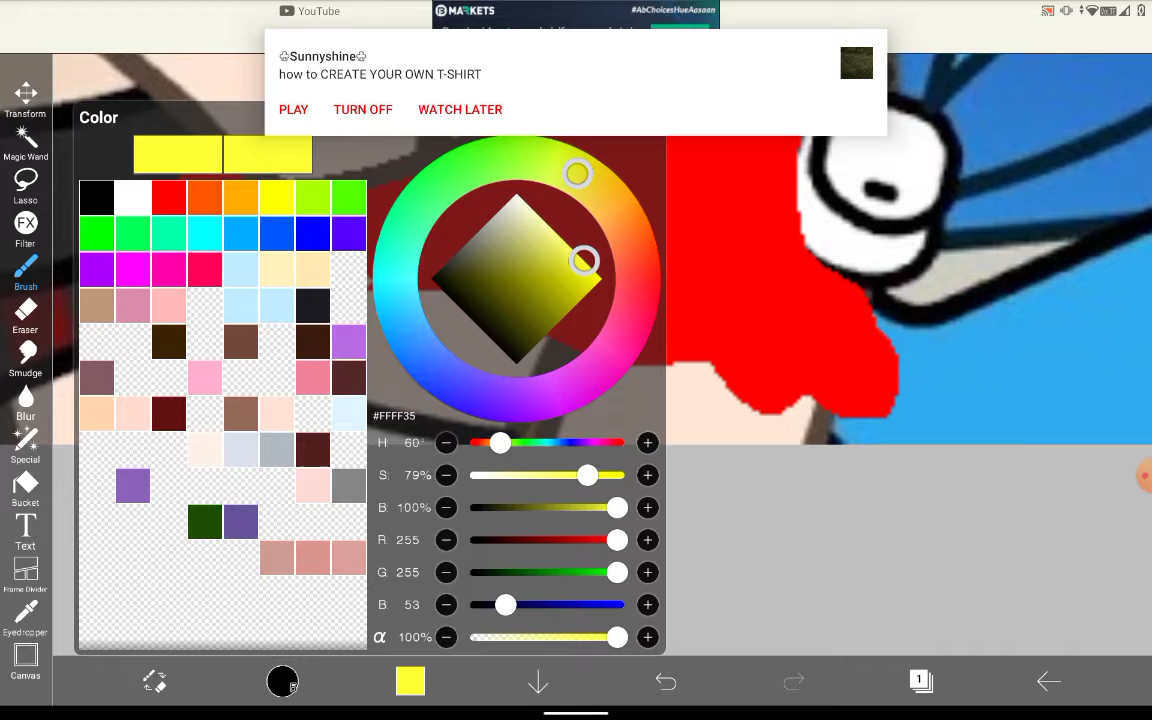 YouTube
MARKETS
#AbChoicesHueAasaan
♧Sunnyshine♧
how to CREATE YOUR OWN T-SHIRT
PLAY TURN OFF WATCH LATER
Transform
Magic Wand
Lasso
FX
Filter
Brush
Eraser
Smudge
Blur
Special
Bucket
T
Text
Frame Divider
Eyedropper
Canvas
Color
#FFFF35
H: 60°
S: 79%
B: 100%
R: 255
G: 255
B: 53
α 100%
1